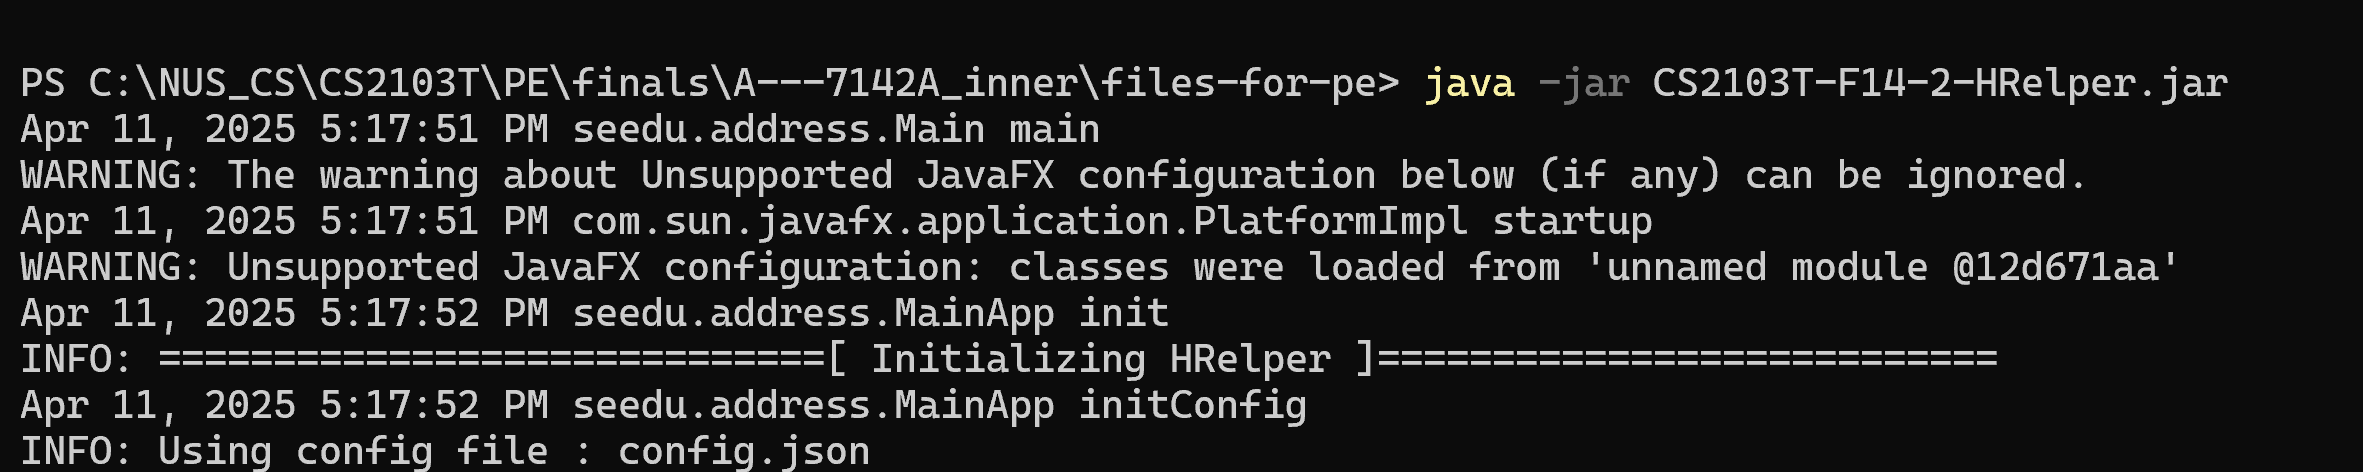 PS C:\NUS_CS\CS2103T\PE\finals\A---7142A_inner\files-for-pe> java -jar CS2103T-F14-2-HRelper.jar
Apr 11, 2025 5:17:51 PM seedu.address.Main main
WARNING: The warning about Unsupported JavaFX configuration below (if any) can be ignored.
Apr 11, 2025 5:17:51 PM com.sun.javafx.application.PlatformImpl startup
WARNING: Unsupported JavaFX configuration: classes were loaded from 'unnamed module @12d671aa'
Apr 11, 2025 5:17:52 PM seedu.address.MainApp init
INFO: =============================[ Initializing HRelper ]===========================
Apr 11, 2025 5:17:52 PM seedu.address.MainApp initConfig
INFO: Using config file : config.json